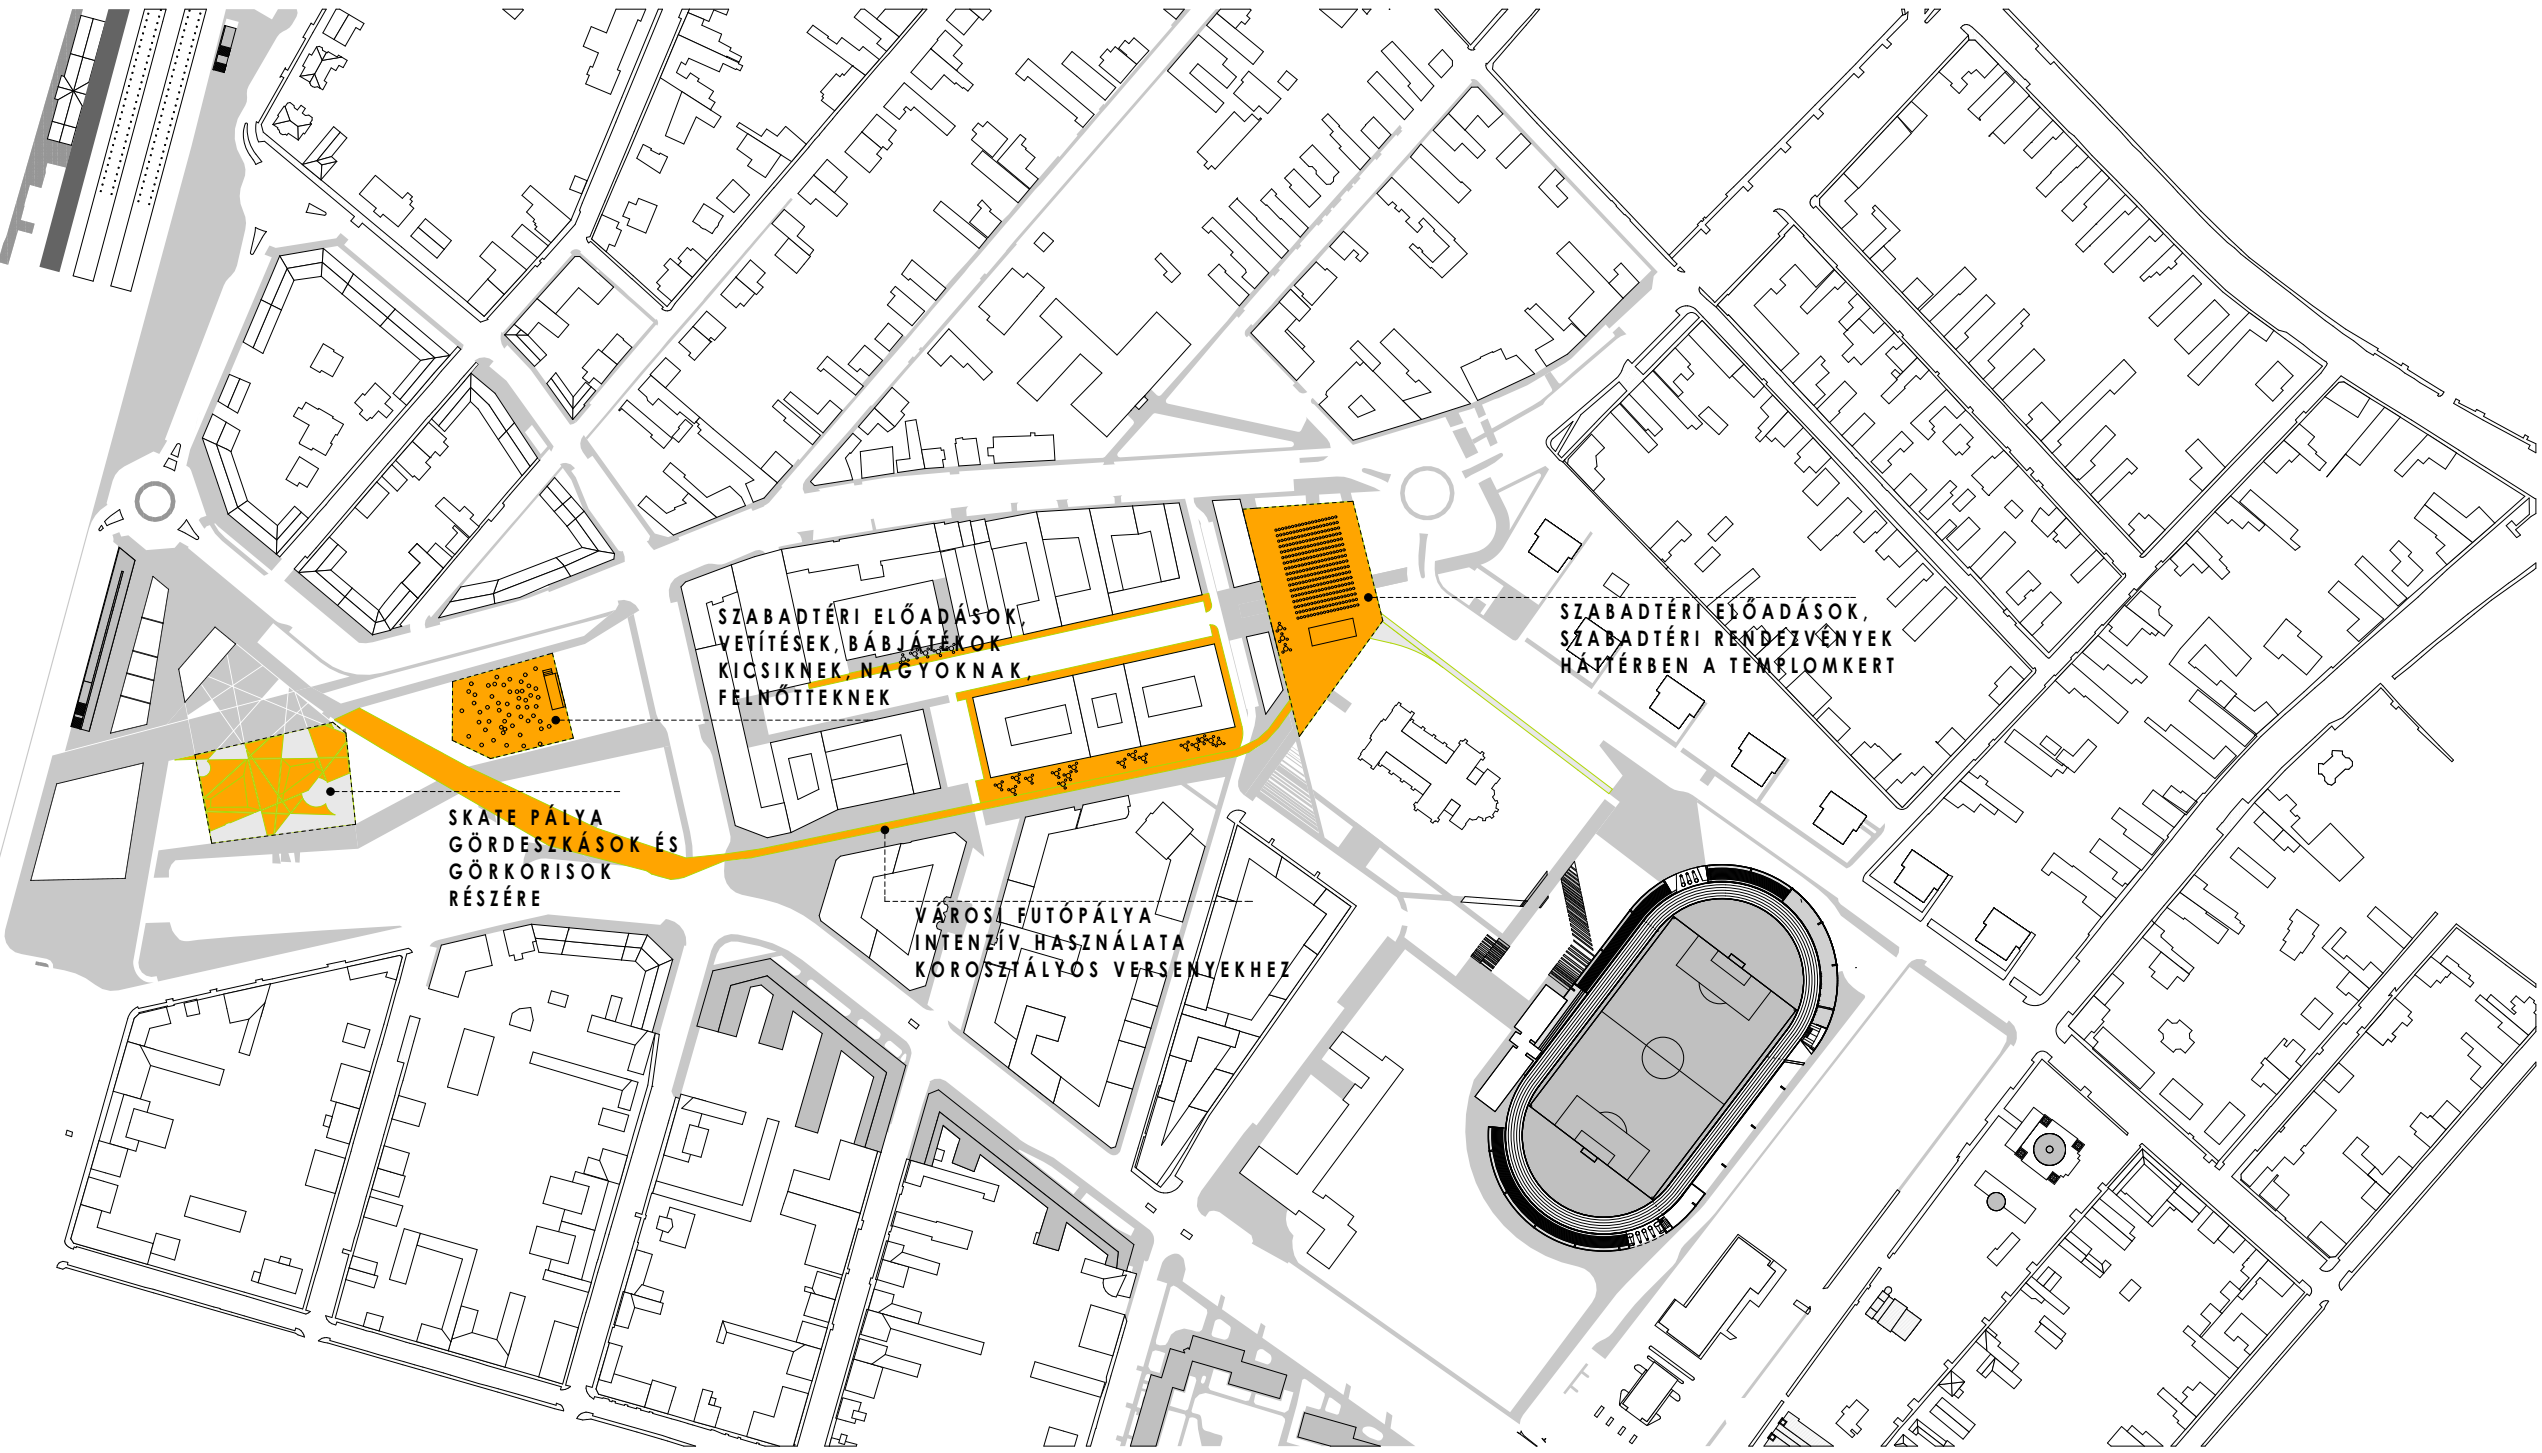 SZABADTÉRI ELŐADÁSOK,
VETÍTÉSEK, BÁBJÁTÉKOK
KICSIKNEK, NAGYOKNAK,
FELNŐTTEKNEK
SZABADTÉRI ELŐADÁSOK,
SZABADTÉRI RENDEZVÉNYEK
HÁTTÉRBEN A TEMPLOMKERT
SKATE PÁLYA
GÖRDESZKÁSOK ÉS
GÖRKORISOK
RÉSZÉRE
VÁROSI FUTÓPÁLYA
INTENZÍV HASZNÁLATA
KOROSZTÁLYOS VERSENYEKHEZ